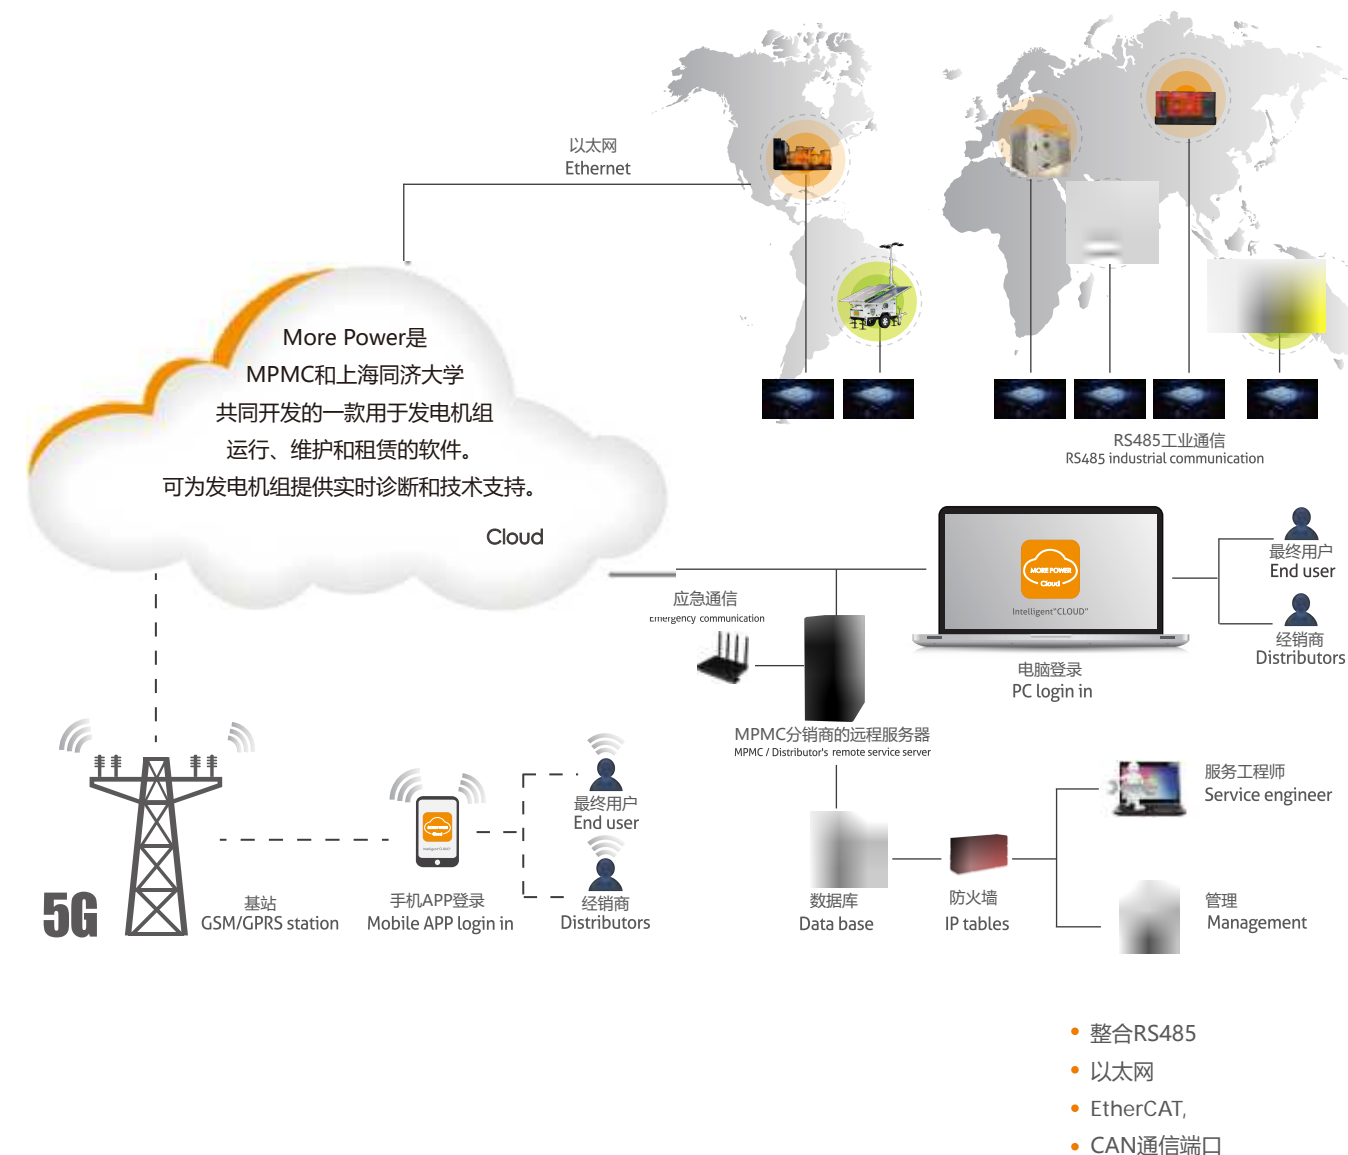 以太网
Ethernet
More Power是
MPMC和上海同济大学
共同开发的一款用于发电机组
运行、维护和租赁的软件。
可为发电机组提供实时诊断和技术支持。
Cloud
RS485工业通信
RS485 industrial communication
应急通信
Emergency communication
MORE POWER
Cloud
Intelligent"CLOUD"
电脑登录
PC login in
最终用户
End user
经销商
Distributors
MPMC分销商的远程服务器
MPMC / Distributor's remote service server
5G
基站
GSM/GPRS station
Cloud
Intelligent"CLOUD"
手机APP登录
Mobile APP login in
最终用户
End user
经销商
Distributors
数据库
Data base
防火墙
IP tables
服务工程师
Service engineer
管理
Management
整合RS485
以太网
EtherCAT,
CAN通信端口